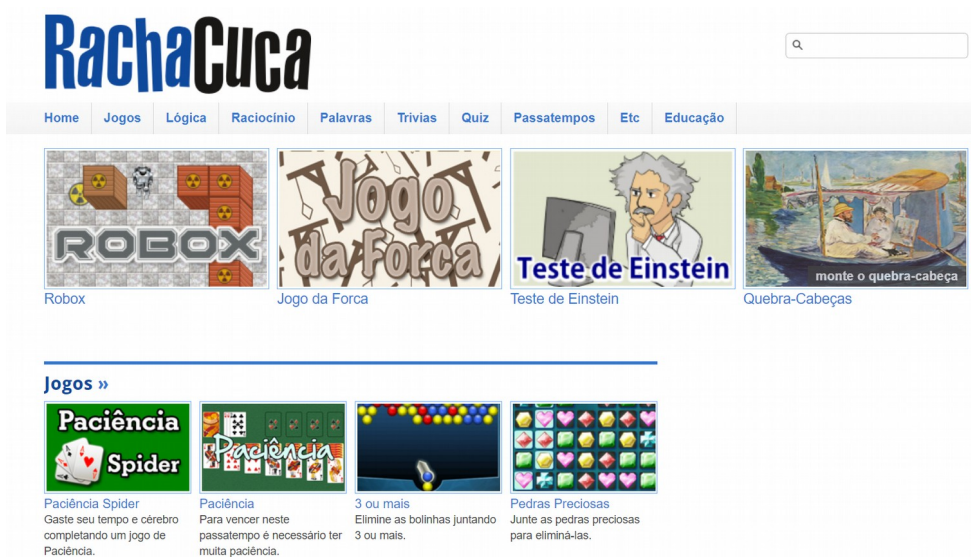 RachaCuca
Home Jogos Lógica Raciocínio Palavras Trivias Quiz Passatempos Etc Educação
ROBOX
Jogo
da Forca
Teste de Einstein
monte o quebra-cabeça
Robox Jogo da Forca Teste de Einstein Quebra-Cabeças
Jogos »
Paciência
Spider
Paciência
Paciência Spider
Gaste seu tempo e cérebro
completando um jogo de
Paciência.
Paciência
Para vencer neste
passatempo é necessário ter
muita paciência.
3 ou mais
Elimine as bolinhas juntando
3 ou mais.
Pedras Preciosas
Junte as pedras preciosas
para eliminá-las.